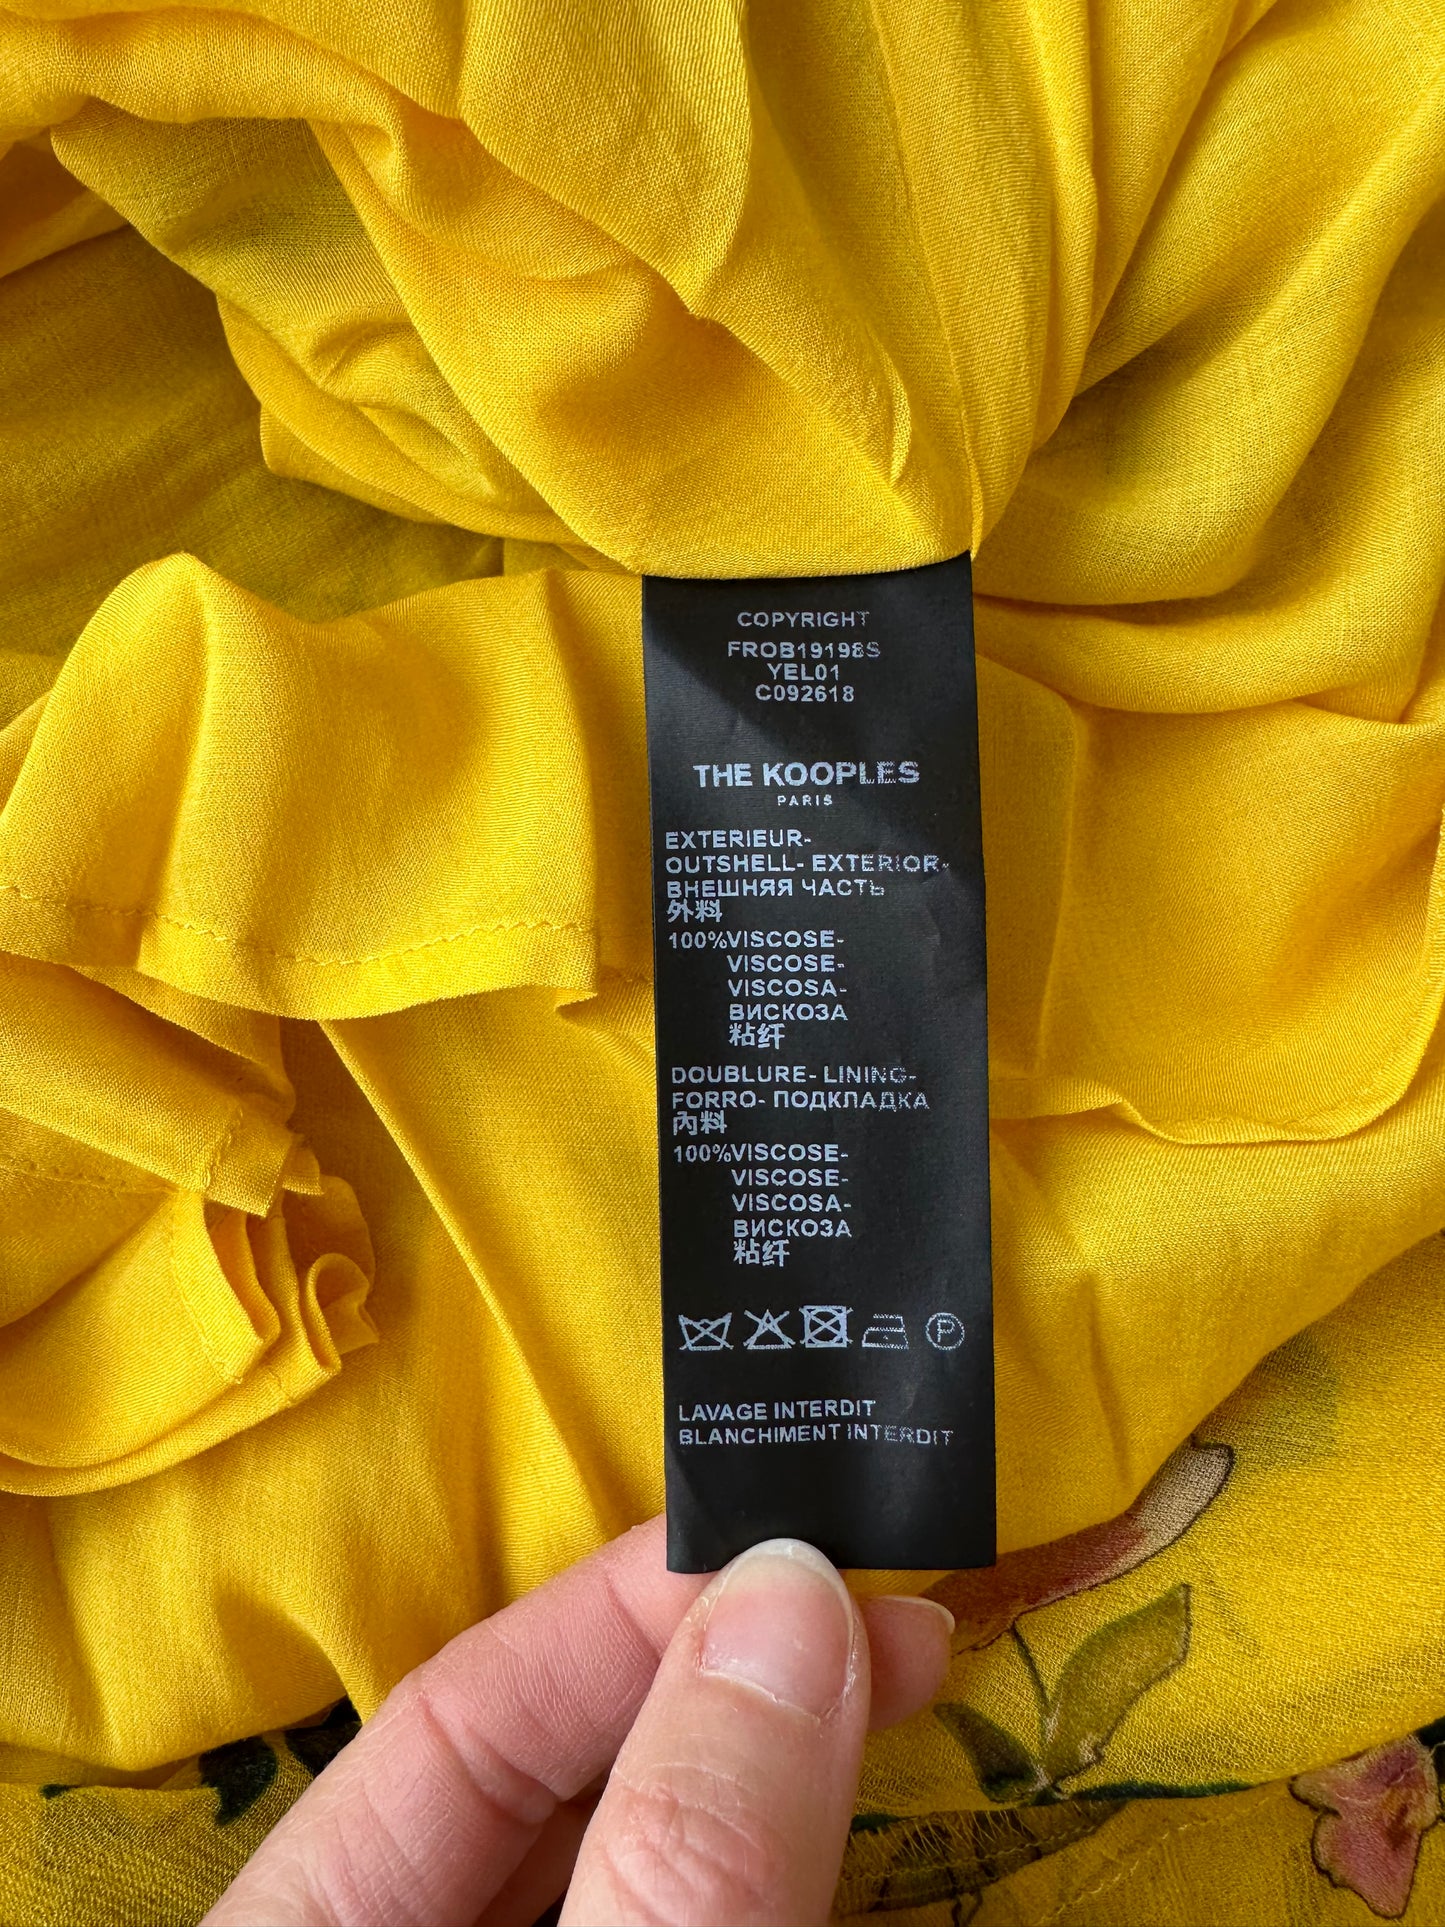 COPYRIGHT
FROB19198S
YEL01
C092618
THE KOOPLES
PARIS
EXTERIEUR-
OUTSHELL- EXTERIOR-
ВНЕШНЯЯ ЧАСТЬ
外料
100%VISCOSE-
VISCOSE-
VISCOSA-
ВИСКОЗА
粘纤
DOUBLURE- LINING-
FORRO- ПОДКЛАДКА
内料
100%VISCOSE-
VISCOSE-
VISCOSA-
ВИСКОЗА
粘纤
P
LAVAGE INTERDIT
BLANCHIMENT INTERDIT